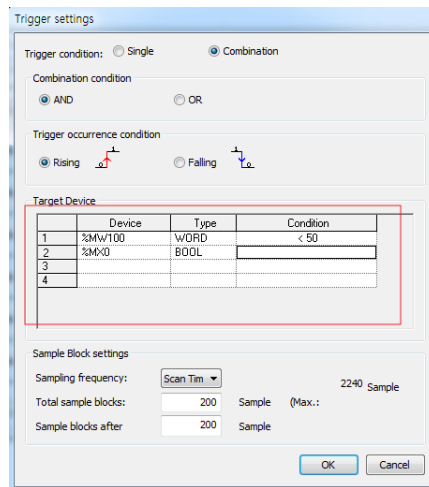 Trigger settings
Trigger condition: Single Combination
Combination condition
AND OR
Trigger occurrence condition
Rising Falling
Target Device
Device Type Condition
1 %MW100 WORD < 50
2 %MX0 BOOL
3
4
Sample Block settings
Sampling frequency: Scan Tim 2240 Sample
Total sample blocks: 200 Sample (Max.:
Sample blocks after 200 Sample
OK Cancel